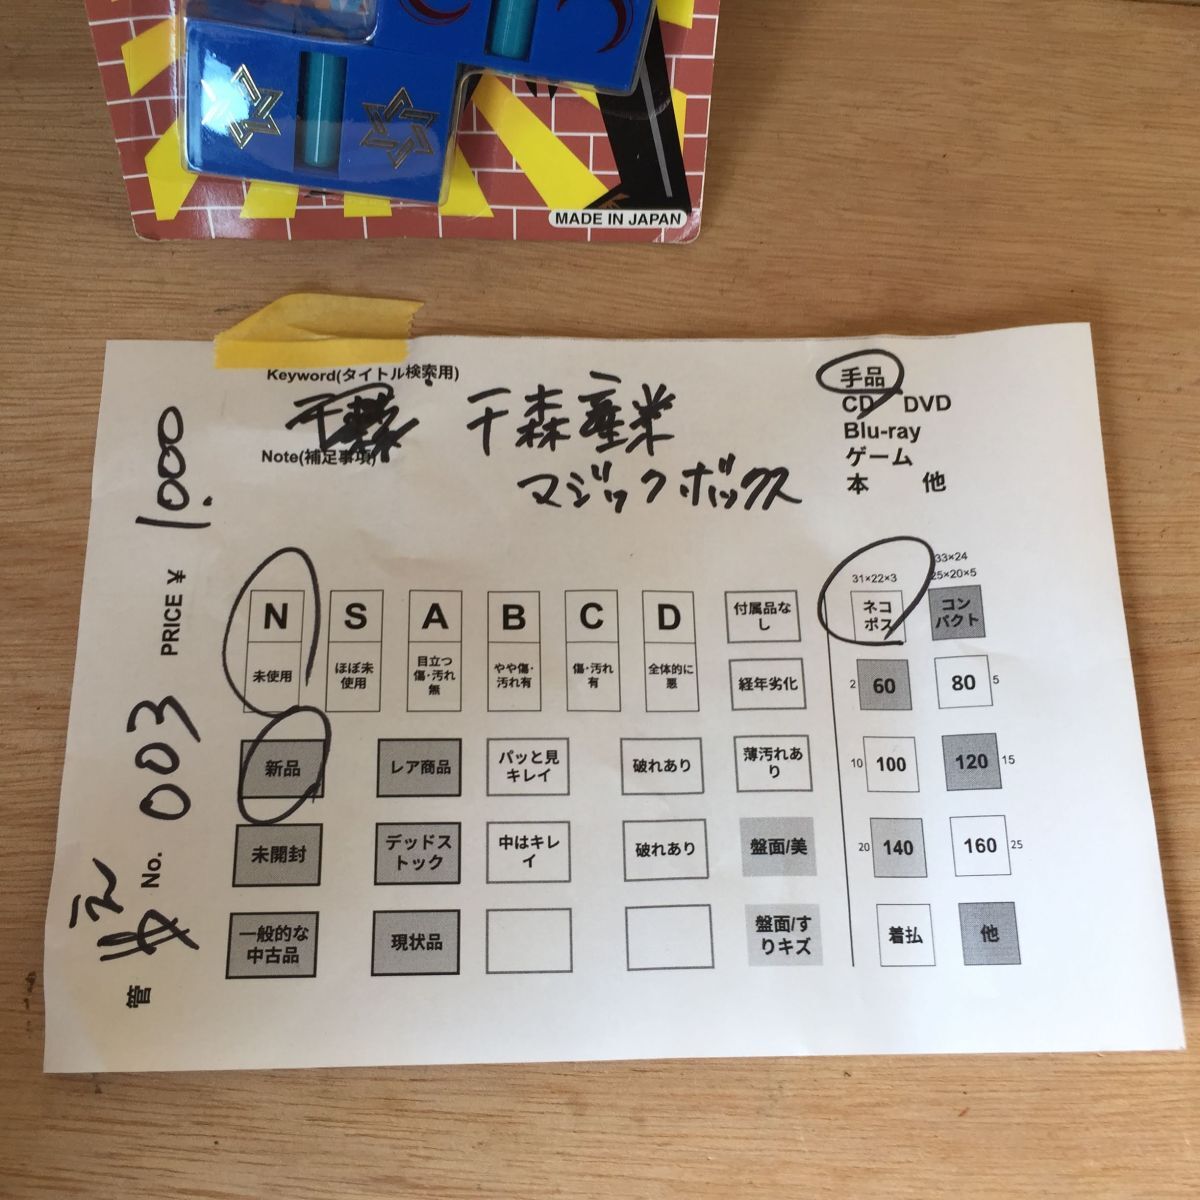 MADE IN JAPAN
Keyword(タイトル検索用)
千森産業
Note(補足事項)
マジックボックス
手品
CD DVD
Blu-ray
ゲーム
本 他
PRICE ¥ 1.000
管 No. 003
33×24
31×22×3 25×20×5
N S A B C D 付属品なし ネコポス コンパクト
未使用 ほぼ未使用 目立つ傷・汚れ無 やや傷・汚れ有 傷・汚れ有 全体的に悪 経年劣化 2 60 80 5
新品 レア商品 パッと見キレイ 破れあり 薄汚れあり 10 100 120 15
未開封 デッドストック 中はキレイ 破れあり 盤面/美 20 140 160 25
一般的な中古品 現状品 盤面/すりキズ 着払 他